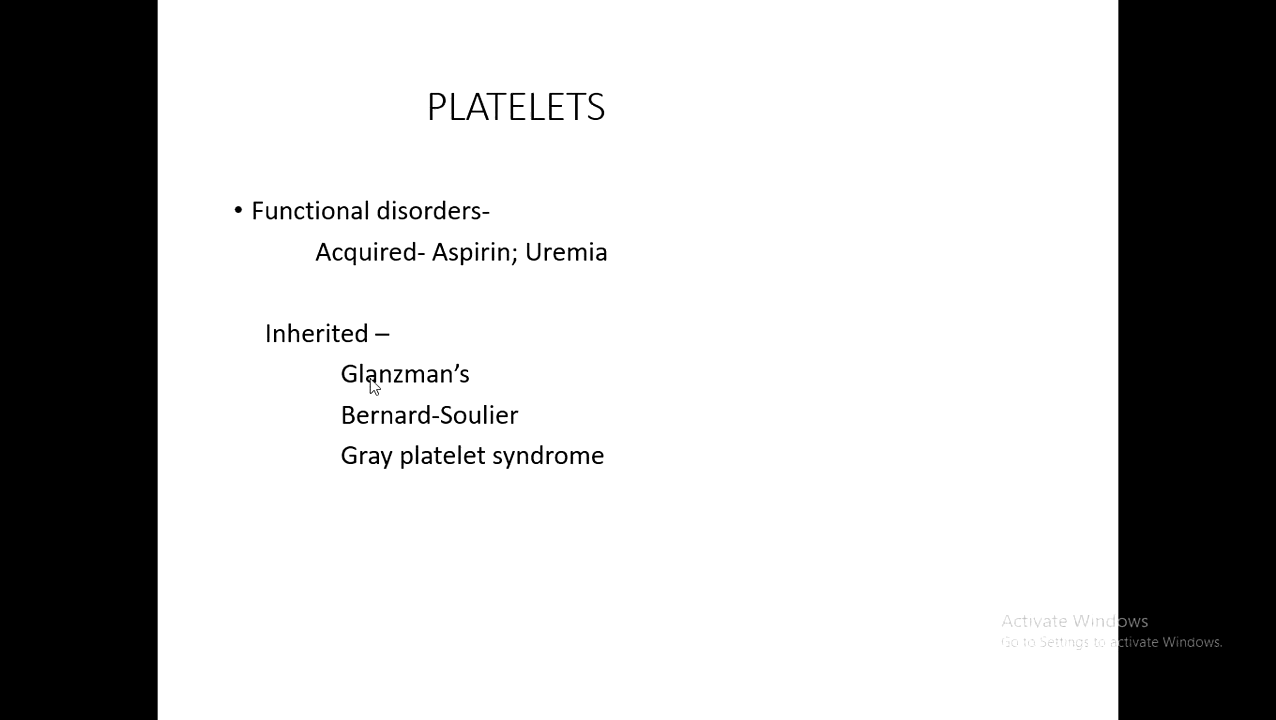 PLATELETS
• Functional disorders-
Acquired- Aspirin; Uremia
Inherited –
Glanzman’s
Bernard-Soulier
Gray platelet syndrome
Activate Windows
Go to Settings to activate Windows.